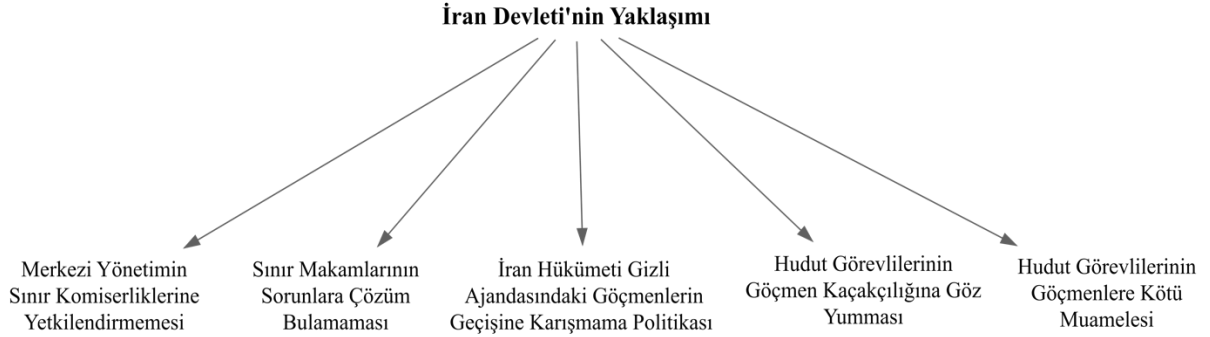 İran Devleti'nin Yaklaşımı
Merkezi Yönetimin
Sınır Komiserliklerine
Yetkilendirmemesi
Sınır Makamlarının
Sorunlara Çözüm
Bulamaması
İran Hükümeti Gizli
Ajandasındaki Göçmenlerin
Geçişine Karışmama Politikası
Hudut Görevlilerinin
Göçmen Kaçakçılığına Göz
Yumması
Hudut Görevlilerinin
Göçmenlere Kötü
Muamelesi